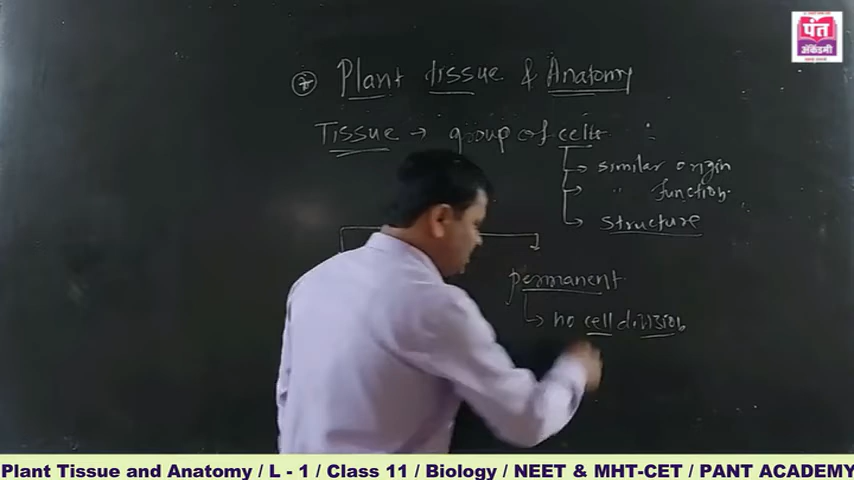 Plant tissue & Anatomy
Tissue → group of cells :
→ similar origin
→ " function.
→ structure
permanent
→ no cell division
पंत
अ‍ॅकॅडमी
Plant Tissue and Anatomy / L - 1 / Class 11 / Biology / NEET & MHT-CET / PANT ACADEMY